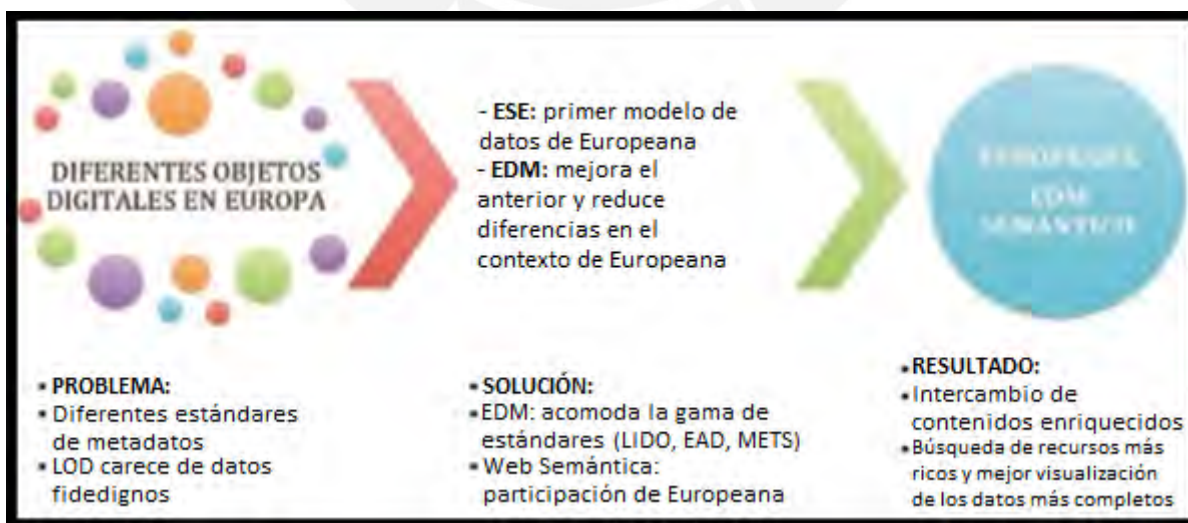 DIFERENTES OBJETOS
DIGITALES EN EUROPA
- ESE: primer modelo de
datos de Europeana
- EDM: mejora el
anterior y reduce
diferencias en el
contexto de Europeana
EUROPEANA
EDM
SEMÁNTICO
▪ PROBLEMA:
▪ Diferentes estándares
de metadatos
▪ LOD carece de datos
fidedignos
▪ SOLUCIÓN:
▪ EDM: acomoda la gama de
estándares (LIDO, EAD, METS)
▪ Web Semántica:
participación de Europeana
▪ RESULTADO:
▪ Intercambio de
contenidos enriquecidos
▪ Búsqueda de recursos más
ricos y mejor visualización
de los datos más completos